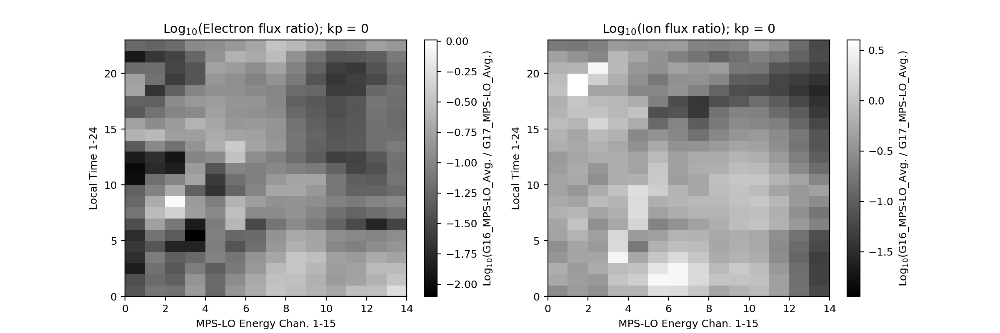 Log10(Electron flux ratio); kp = 0
20
15
10
5
0
0 2 4 6 8 10 12 14
Local Time 1-24
MPS-LO Energy Chan. 1-15
0.00
−0.25
−0.50
−0.75
−1.00
−1.25
−1.50
−1.75
−2.00
Log10(G16_MPS-LO_Avg. / G17_MPS-LO_Avg.)
Log10(Ion flux ratio); kp = 0
20
15
10
5
0
0 2 4 6 8 10 12 14
Local Time 1-24
MPS-LO Energy Chan. 1-15
0.5
0.0
−0.5
−1.0
−1.5
Log10(G16_MPS-LO_Avg. / G17_MPS-LO_Avg.)